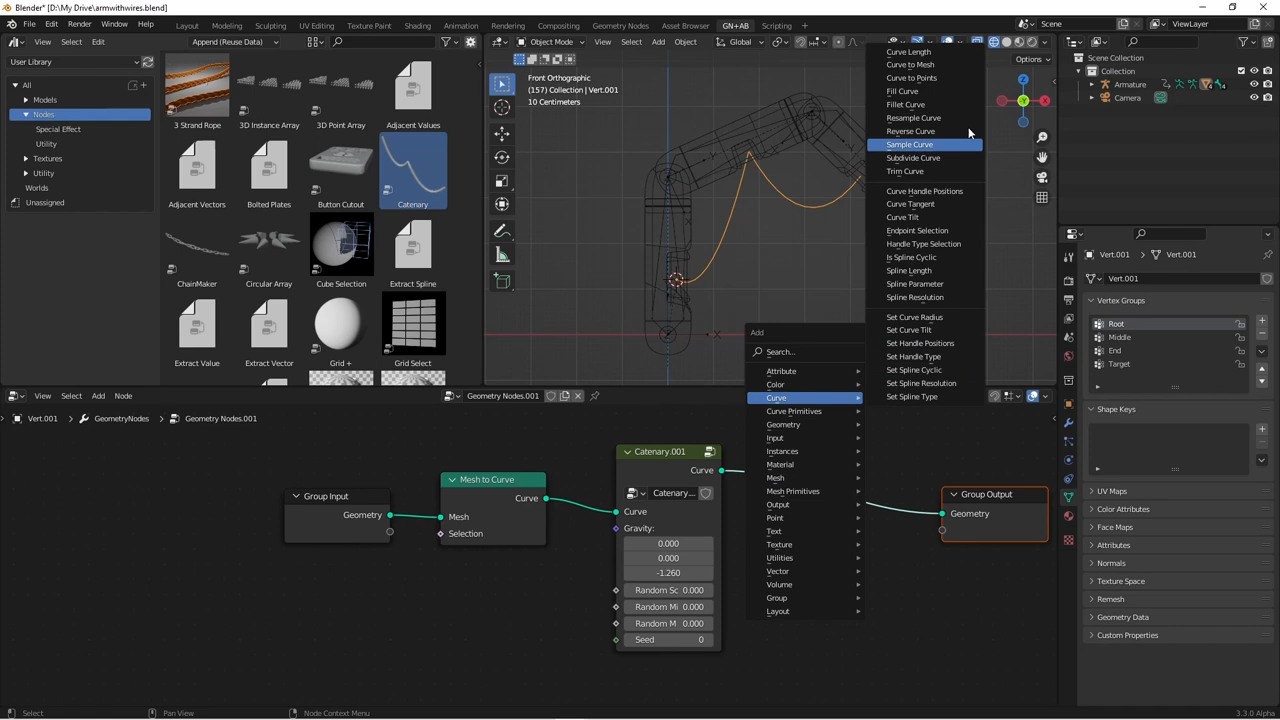 Blender* [D:\My Drive\armwithwires.blend]
File Edit Render Window Help Layout Modeling Sculpting UV Editing Texture Paint Shading Animation Rendering Compositing Geometry Nodes Asset Browser GN+AB Scripting Scene ViewLayer
View Select Edit Append (Reuse Data)
Object Mode View Select Add Object Global
Options
User Library
All
Models
Nodes
Special Effect
Utility
Textures
Utility
Worlds
Unassigned
3 Strand Rope 3D Instance Array 3D Point Array Adjacent Values
Adjacent Vectors Bolted Plates Button Cutout Catenary
ChainMaker Circular Array Cube Selection Extract Spline
Extract Value Extract Vector Grid + Grid Select
Front Orthographic
(157) Collection | Vert.001
10 Centimeters
X
Z
Y
X
Curve Length
Curve to Mesh
Curve to Points
Fill Curve
Fillet Curve
Resample Curve
Reverse Curve
Sample Curve
Subdivide Curve
Trim Curve
Curve Handle Positions
Curve Tangent
Curve Tilt
Endpoint Selection
Handle Type Selection
Is Spline Cyclic
Spline Length
Spline Parameter
Spline Resolution
Set Curve Radius
Set Curve Tilt
Set Handle Positions
Set Handle Type
Set Spline Cyclic
Set Spline Resolution
Set Spline Type
Add
Search...
Attribute
Color
Curve
Curve Primitives
Geometry
Input
Instances
Material
Mesh
Mesh Primitives
Output
Point
Text
Texture
Utilities
Vector
Volume
Group
Layout
Scene Collection
Collection
Armature
Camera
Vert.001 Vert.001
Vert.001
Vertex Groups
Root
Middle
End
Target
Shape Keys
UV Maps
Color Attributes
Face Maps
Attributes
Normals
Texture Space
Remesh
Geometry Data
Custom Properties
View Select Add Node Geometry Nodes.001
Vert.001 GeometryNodes Geometry Nodes.001
Group Input
Geometry
Mesh to Curve
Curve
Mesh
Selection
Catenary.001
Curve
Catenary...
Curve
Gravity:
0.000
0.000
-1.260
Random Sc 0.000
Random Mi 0.000
Random M 0.000
Seed 0
Group Output
Geometry
Select Pan View Node Context Menu 3.3.0 Alpha